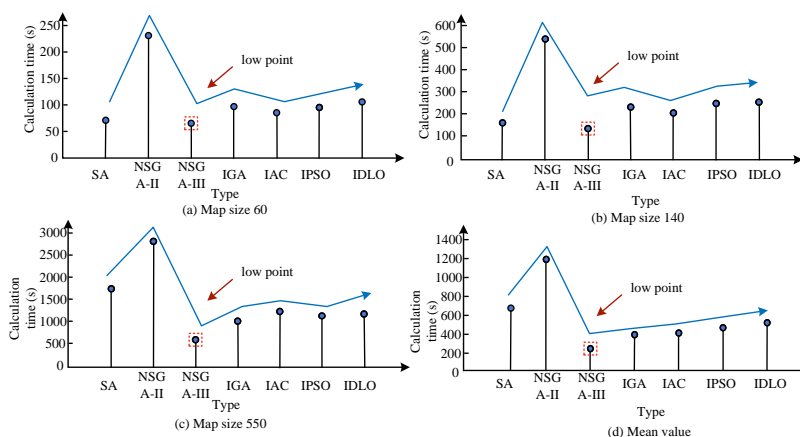 Calculation time (s)
250
200
150
100
50
0
low point
SA
NSG
A-II
NSG
A-III
IGA
IAC
IPSO
IDLO
Type
(a) Map size 60
Calculation time (s)
600
500
400
300
200
100
0
low point
SA
NSG
A-II
NSG
A-III
IGA
IAC
IPSO
IDLO
Type
(b) Map size 140
Calculation
time (s)
3000
2500
2000
1500
1000
500
0
low point
SA
NSG
A-II
NSG
A-III
IGA
IAC
IPSO
IDLO
Type
(c) Map size 550
Calculation
time (s)
1400
1200
1000
800
600
400
200
0
low point
SA
NSG
A-II
NSG
A-III
IGA
IAC
IPSO
IDLO
Type
(d) Mean value